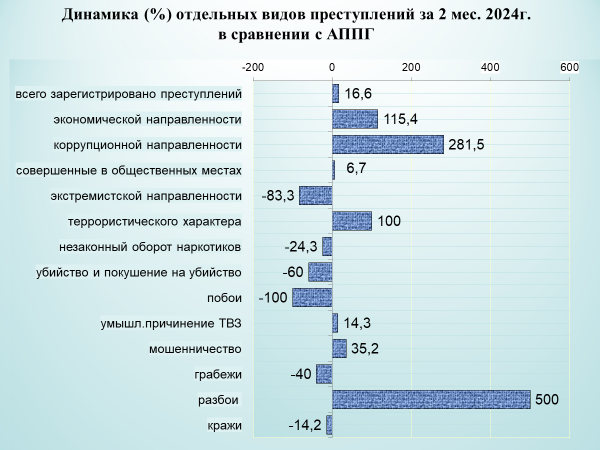 Динамика (%) отдельных видов преступлений за 2 мес. 2024г.
в сравнении с АППГ
-200 0 200 400 600
всего зарегистрировано преступлений 16,6
экономической направленности 115,4
коррупционной направленности 281,5
совершенные в общественных местах 6,7
экстремистской направленности -83,3
террористического характера 100
незаконный оборот наркотиков -24,3
убийство и покушение на убийство -60
побои -100
умышл.причинение ТВЗ 14,3
мошенничество 35,2
грабежи -40
разбои 500
кражи -14,2